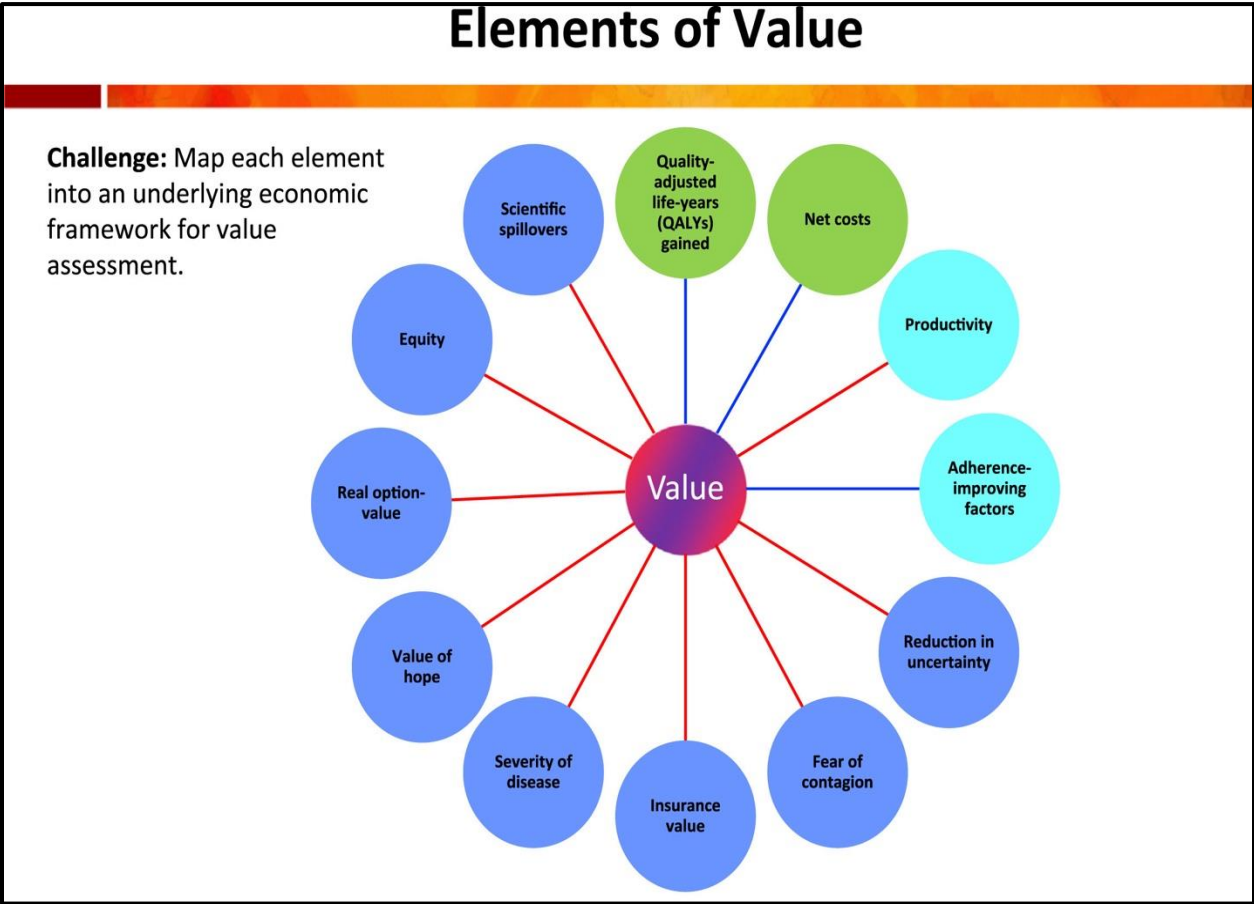 Elements of Value
Challenge: Map each element
into an underlying economic
framework for value
assessment.
Quality-
adjusted
life-years
(QALYs)
gained
Net costs
Productivity
Adherence-
improving
factors
Reduction in
uncertainty
Fear of
contagion
Insurance
value
Severity of
disease
Value of
hope
Real option-
value
Equity
Scientific
spillovers
Value